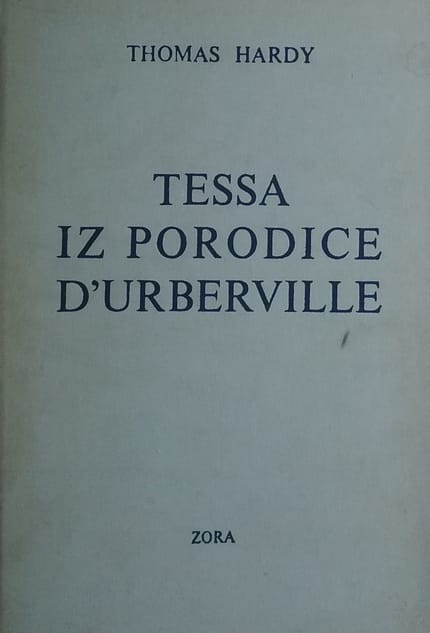 THOMAS HARDY
TESSA
IZ PORODICE
D'URBERVILLE
ZORA